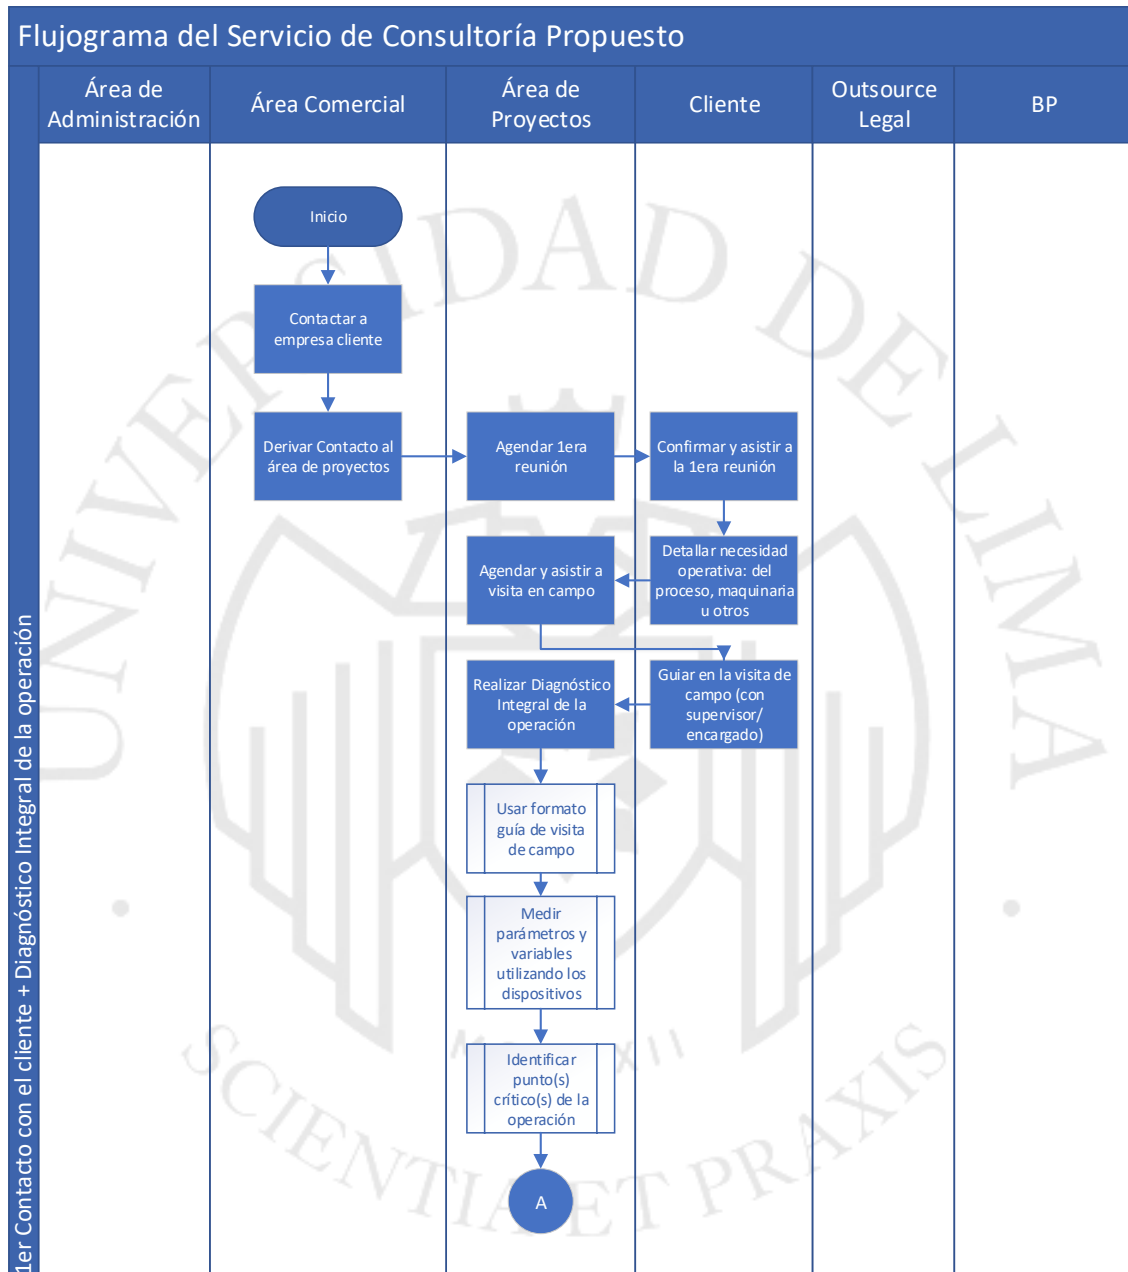 Flujograma del Servicio de Consultoría Propuesto
Área de
Administración
Área Comercial
Área de
Proyectos
Cliente
Outsource
Legal
BP
1er Contacto con el cliente + Diagnóstico Integral de la operación
Inicio
Contactar a
empresa cliente
Derivar Contacto al
área de proyectos
Agendar 1era
reunión
Confirmar y asistir a
la 1era reunión
Detallar necesidad
operativa: del
proceso, maquinaria
u otros
Agendar y asistir a
visita en campo
Guiar en la visita de
campo (con
supervisor/
encargado)
Realizar Diagnóstico
Integral de la
operación
Usar formato
guía de visita
de campo
Medir
parámetros y
variables
utilizando los
dispositivos
Identificar
punto(s)
crítico(s) de la
operación
A
UNIVERSIDAD DE LIMA
SCIENTIA ET PRAXIS